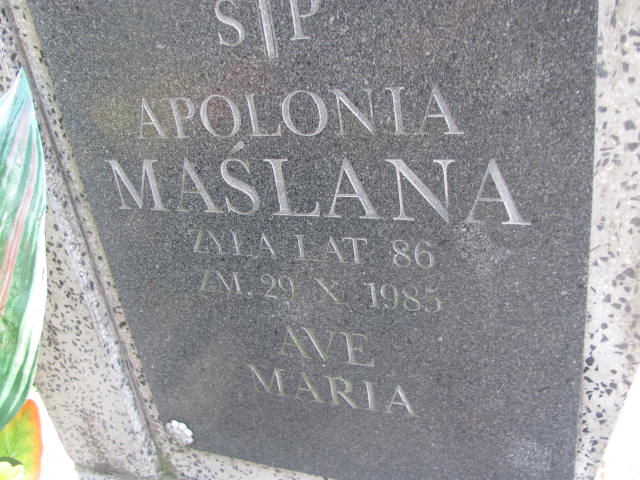 S P
APOLONIA
MAŚLANA
ŻYŁA LAT 86
ZM. 29 X 1985
AVE
MARIA